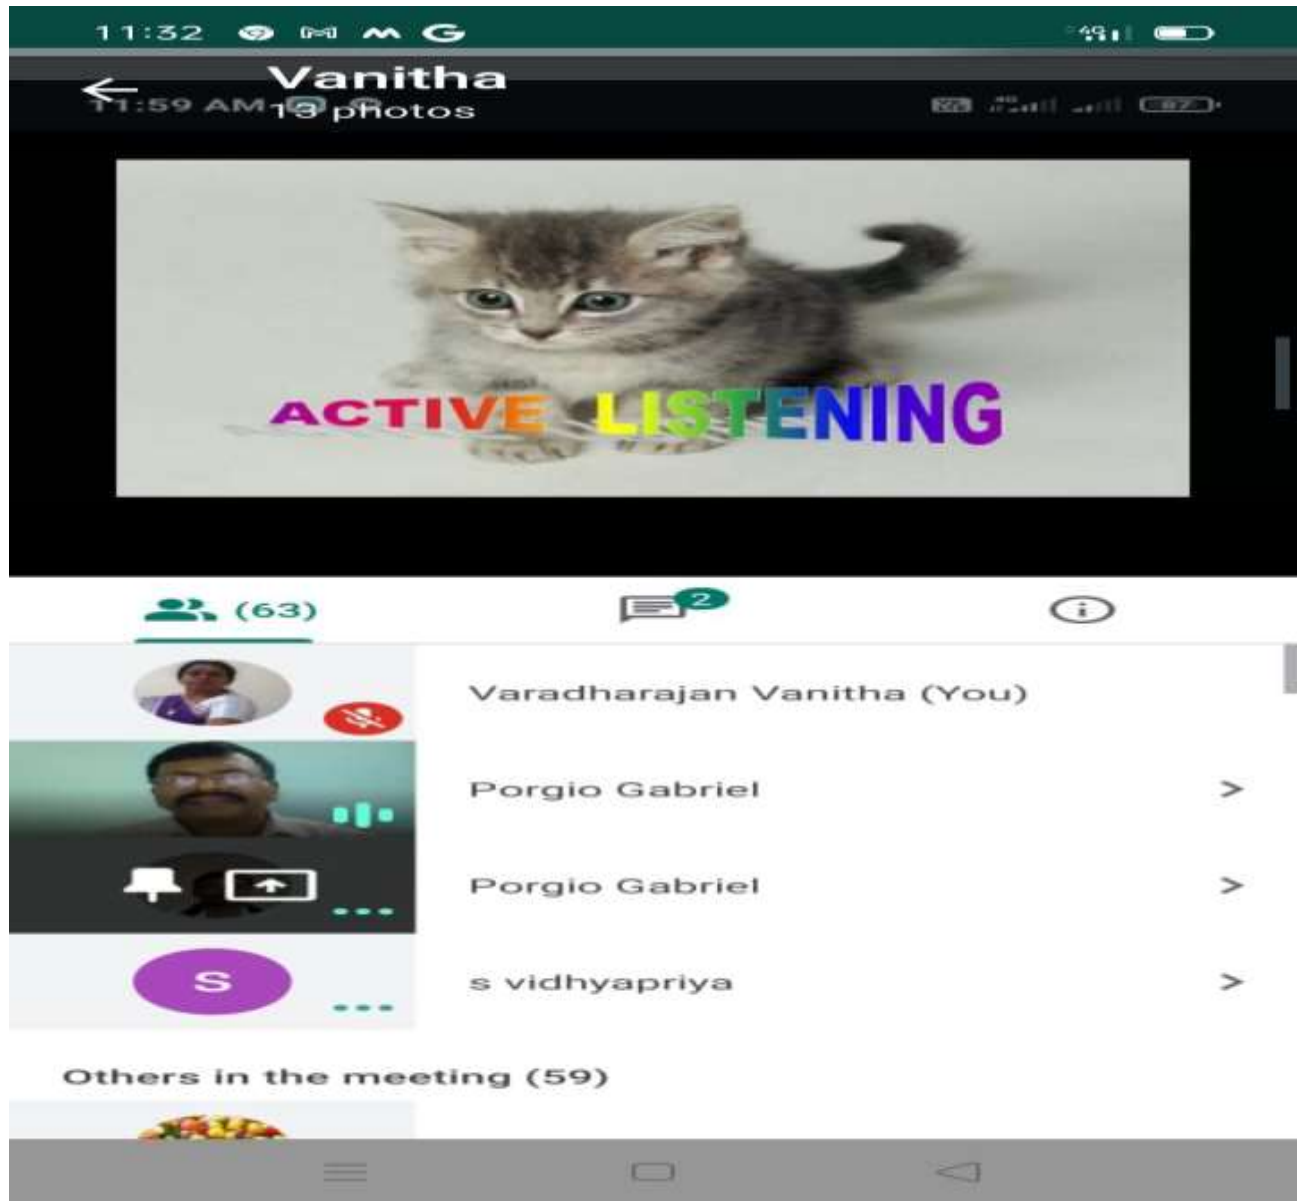 11:32
Vanitha
11:59 AM
13 photos
87
ACTIVE LISTENING
(63)
2
Varadharajan Vanitha (You)
Porgio Gabriel
Porgio Gabriel
S
s vidhyapriya
Others in the meeting (59)